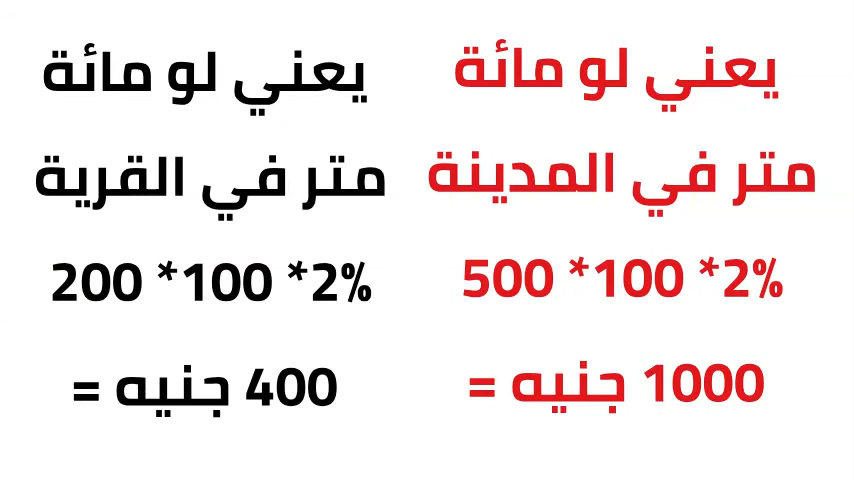 يعني لو مائة
متر في المدينة
500 *100 *2%
= 1000 جنيه
يعني لو مائة
متر في القرية
200 *100 *2%
= 400 جنيه